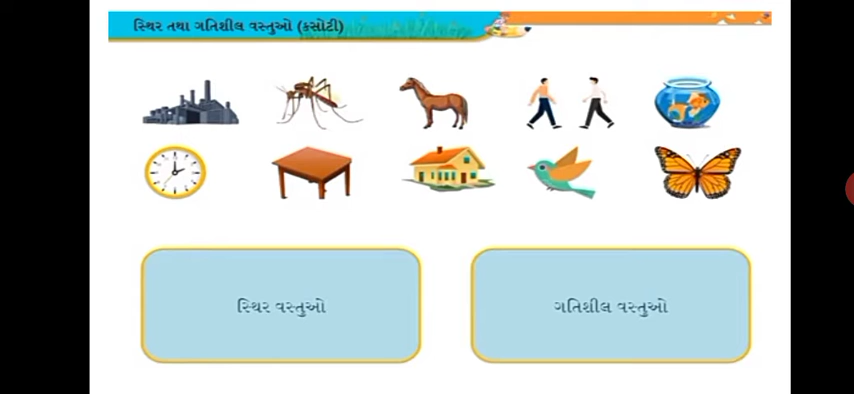 સ્થિર તથા ગતિશીલ વસ્તુઓ (કસોટી)
સ્થિર વસ્તુઓ
ગતિશીલ વસ્તુઓ